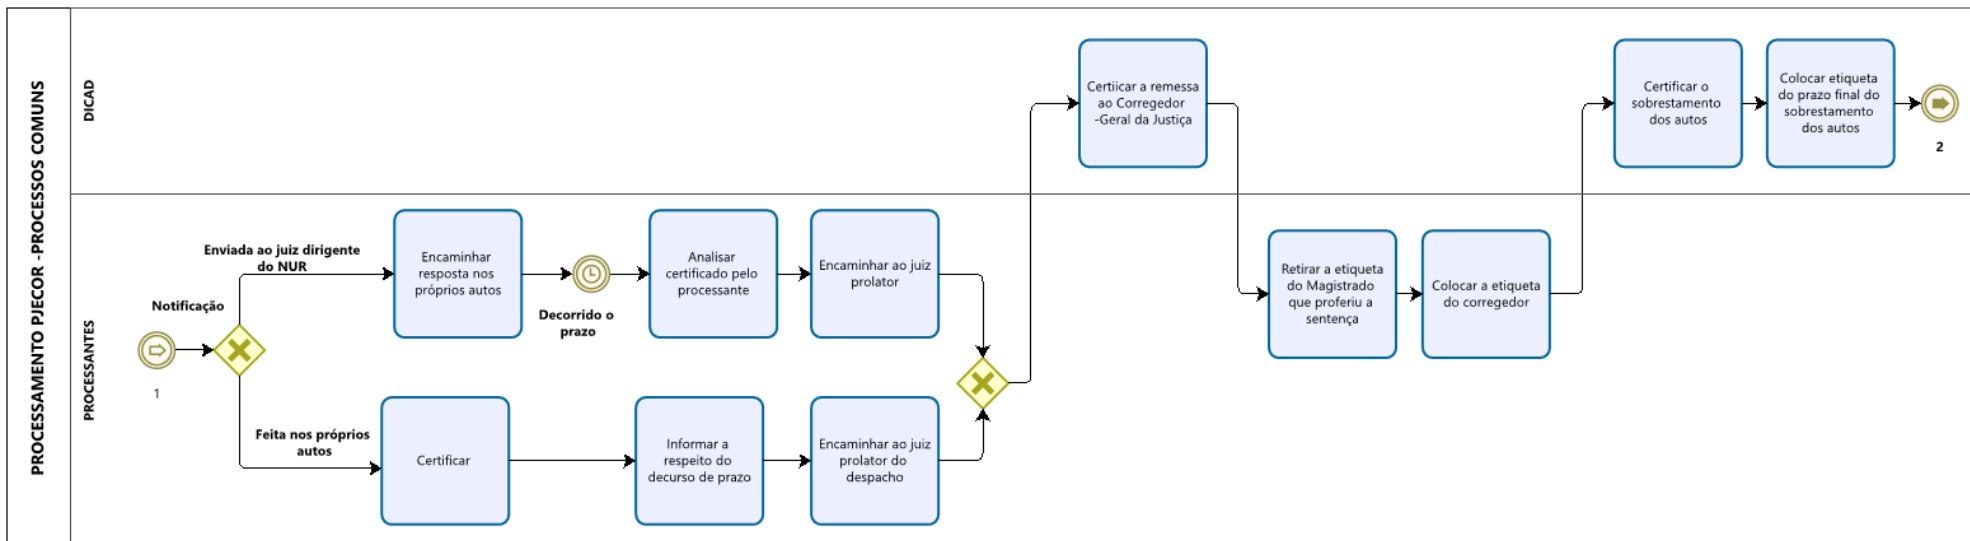 PROCESSAMENTO PJECOR -PROCESSOS COMUNS
DICAD
Certiicar a remessa
ao Corregedor
-Geral da Justiça
Certificar o
sobrestamento
dos autos
Colocar etiqueta
do prazo final do
sobrestamento
dos autos
2
PROCESSANTES
1
Notificação
Enviada ao juiz dirigente
do NUR
Encaminhar
resposta nos
próprios autos
Decorrido o
prazo
Analisar
certificado pelo
processante
Encaminhar ao juiz
prolator
Feita nos próprios
autos
Certificar
Informar a
respeito do
decurso de prazo
Encaminhar ao juiz
prolator do
despacho
Retirar a etiqueta
do Magistrado
que proferiu a
sentença
Colocar a etiqueta
do corregedor